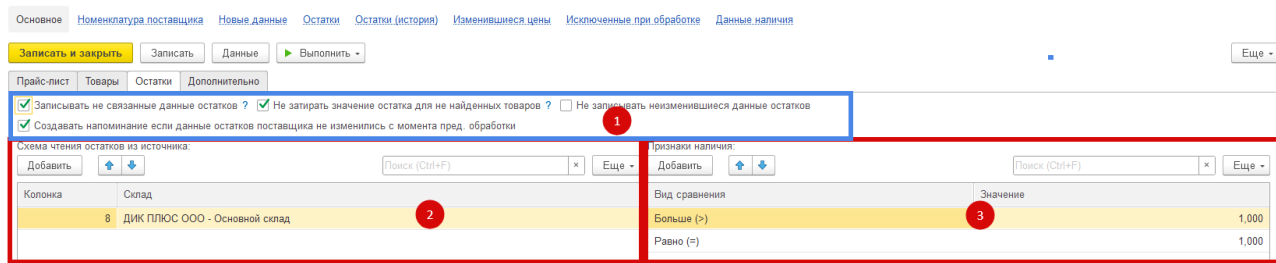 Основное Номенклатура поставщика Новые данные Остатки Остатки (история) Изменившиеся цены Исключенные при обработке Данные наличия
Записать и закрыть Записать Данные Выполнить Еще
Прайс-лист Товары Остатки Дополнительно
Записывать не связанные данные остатков ? Не затирать значение остатка для не найденных товаров ? Не записывать неизменившиеся данные остатков
1
Создавать напоминание если данные остатков поставщика не изменились с момента пред. обработки
Схема чтения остатков из источника: Признаки наличия:
Добавить Поиск (Ctrl+F) × Еще Добавить Поиск (Ctrl+F) × Еще
Колонка Склад Вид сравнения Значение
8 ДИК ПЛЮС ООО - Основной склад 2 Больше (>) 3 1,000
Равно (=) 1,000